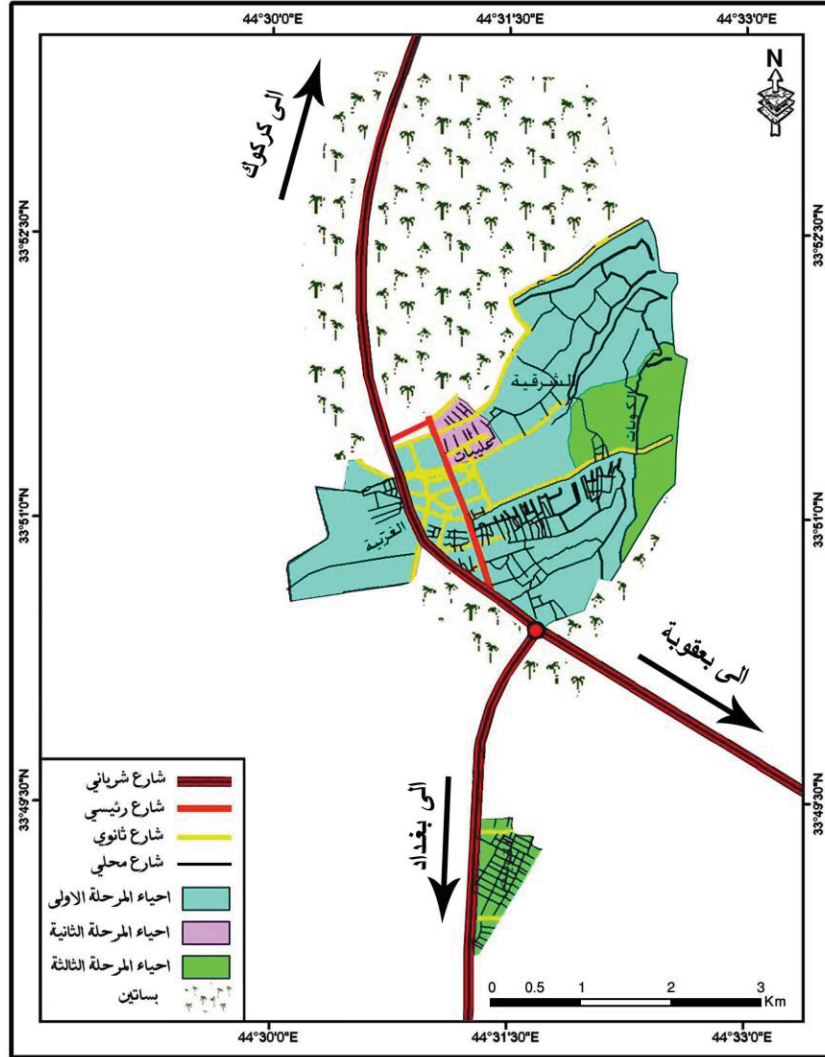 44°30'0"E
44°31'30"E
44°33'0"E
N
الى كركوك
33°52'30"N
33°52'30"N
الشرقية
الكوبات
عليبات
33°51'0"N
33°51'0"N
الغربية
الى بعقوبة
33°49'30"N
33°49'30"N
الى بغداد
شارع شرياني
شارع رئيسي
شارع ثانوي
شارع محلي
احياء المرحلة الاولى
احياء المرحلة الثانية
احياء المرحلة الثالثة
بساتين
0 0.5 1 2 3
Km
44°30'0"E
44°31'30"E
44°33'0"E